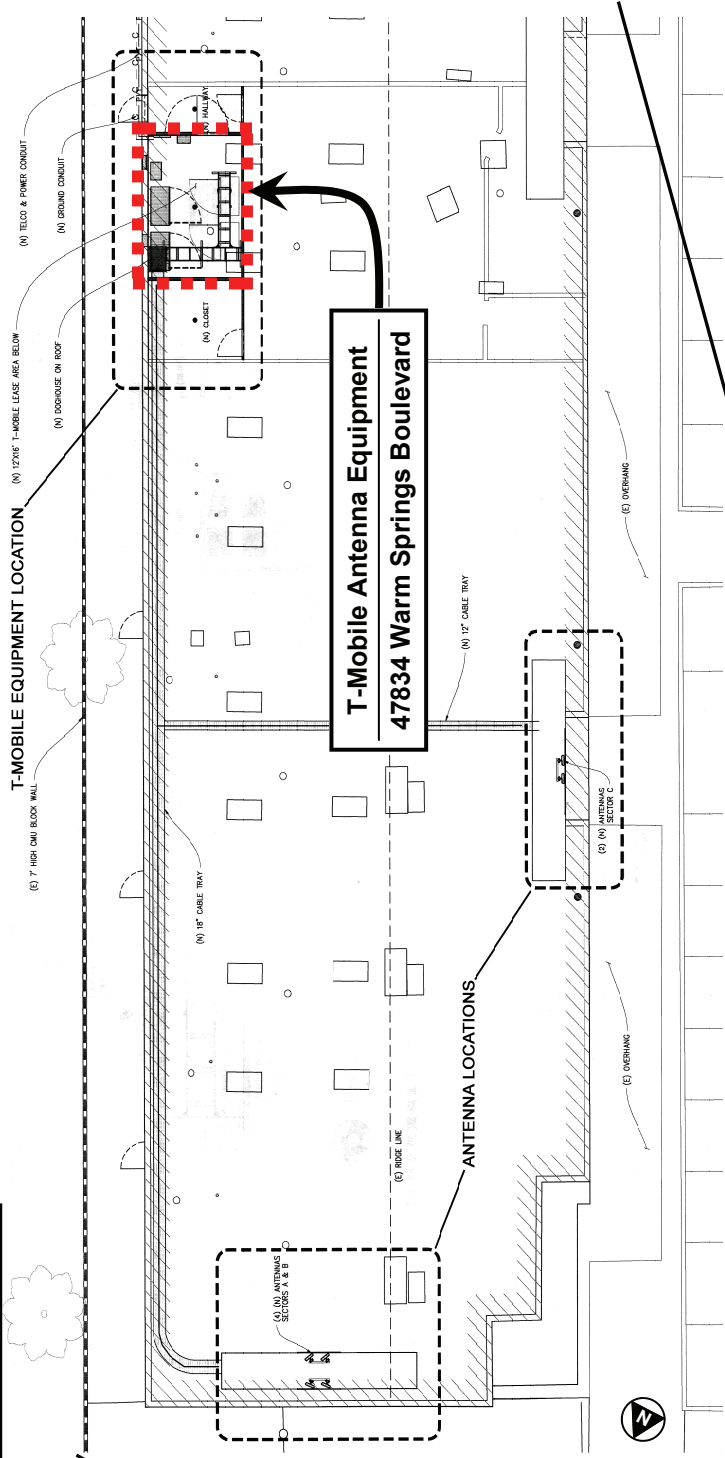 (N) TELCO & POWER CONDUIT
(N) GROUND CONDUIT
(N) 12'X16' T-MOBILE LEASE AREA BELOW
(N) DOGHOUSE ON ROOF
T-MOBILE EQUIPMENT LOCATION
(E) 7' HIGH CMU BLOCK WALL
(N) HALLWAY
(N) CLOSET
T-Mobile Antenna Equipment
47834 Warm Springs Boulevard
(N) 12" CABLE TRAY
(N) 18" CABLE TRAY
(E) OVERHANG
(2) (N) ANTENNAS
SECTOR C
ANTENNA LOCATIONS
(E) OVERHANG
(E) RIDGE LINE
(4) (N) ANTENNAS
SECTORS A & B
N